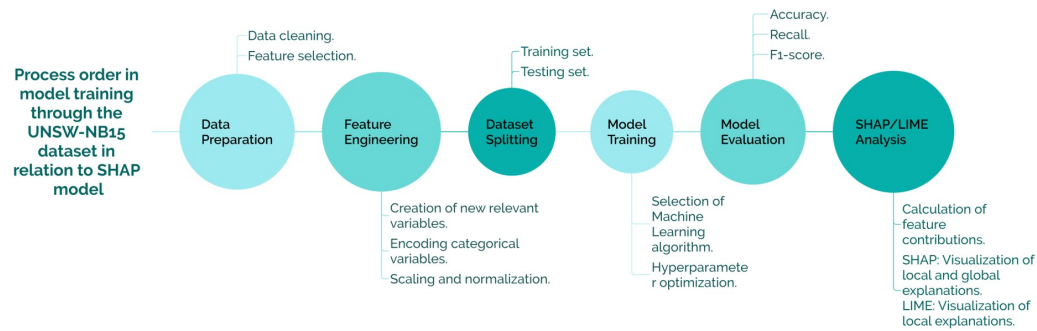 Process order in
model training
through the
UNSW-NB15
dataset in
relation to SHAP
model
Data cleaning.
Feature selection.
Data
Preparation
Feature
Engineering
Creation of new relevant
variables.
Encoding categorical
variables.
Scaling and normalization.
Training set.
Testing set.
Dataset
Splitting
Model
Training
Selection of
Machine
Learning
algorithm.
Hyperparamete
r optimization.
Accuracy.
Recall.
F1-score.
Model
Evaluation
SHAP/LIME
Analysis
Calculation of
feature
contributions.
SHAP: Visualization of
local and global
explanations.
LIME: Visualization of
local explanations.